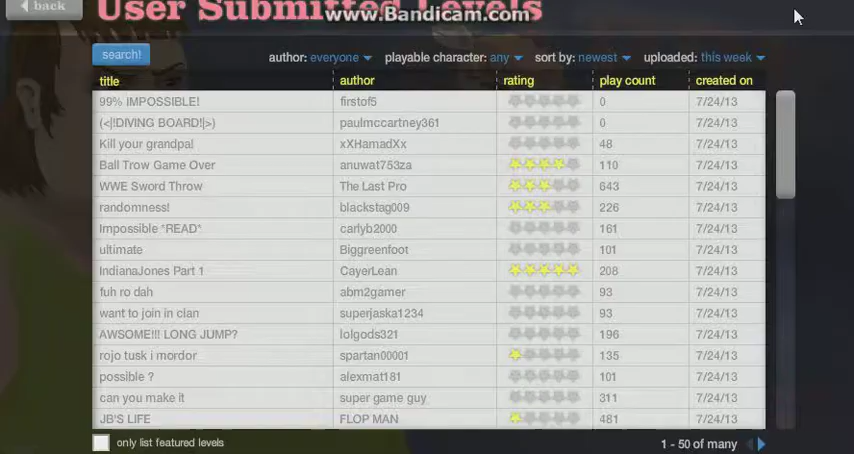 back
User Submitted Levels
www.Bandicam.com
search!
author: everyone playable character: any sort by: newest uploaded: this week
title author rating play count created on
99% IMPOSSIBLE! firstof5 0 7/24/13
(<|!DIVING BOARD!|>) paulmccartney361 0 7/24/13
Kill your grandpa! xXHamadXx 48 7/24/13
Ball Trow Game Over anuwat753za 110 7/24/13
WWE Sword Throw The Last Pro 643 7/24/13
randomness! blackstag009 226 7/24/13
Impossible *READ* carlyb2000 161 7/24/13
ultimate Biggreenfoot 101 7/24/13
IndianaJones Part 1 CayerLean 208 7/24/13
fuh ro dah abm2gamer 93 7/24/13
want to join in clan superjaska1234 93 7/24/13
AWSOME!!! LONG JUMP? lolgods321 196 7/24/13
rojo tusk i mordor spartan00001 135 7/24/13
possible ? alexmat181 101 7/24/13
can you make it super game guy 311 7/24/13
JB'S LIFE FLOP MAN 481 7/24/13
only list featured levels
1 - 50 of many